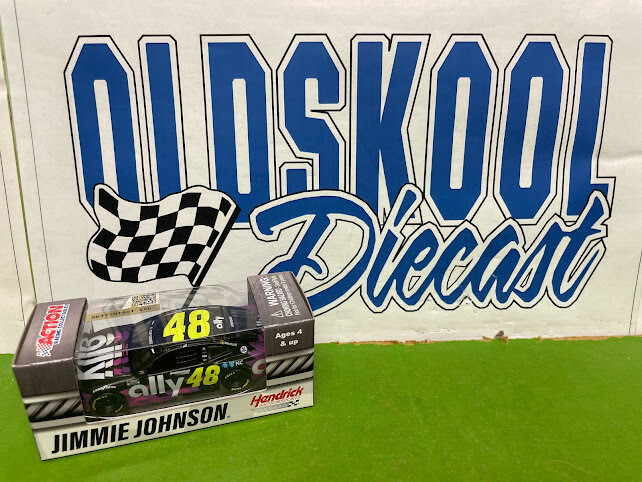 OLDSKOOL
Diecast
ACTION
WARNING:
48
ally
Ages 4
& up
ally 48
Hendrick
JIMMIE JOHNSON